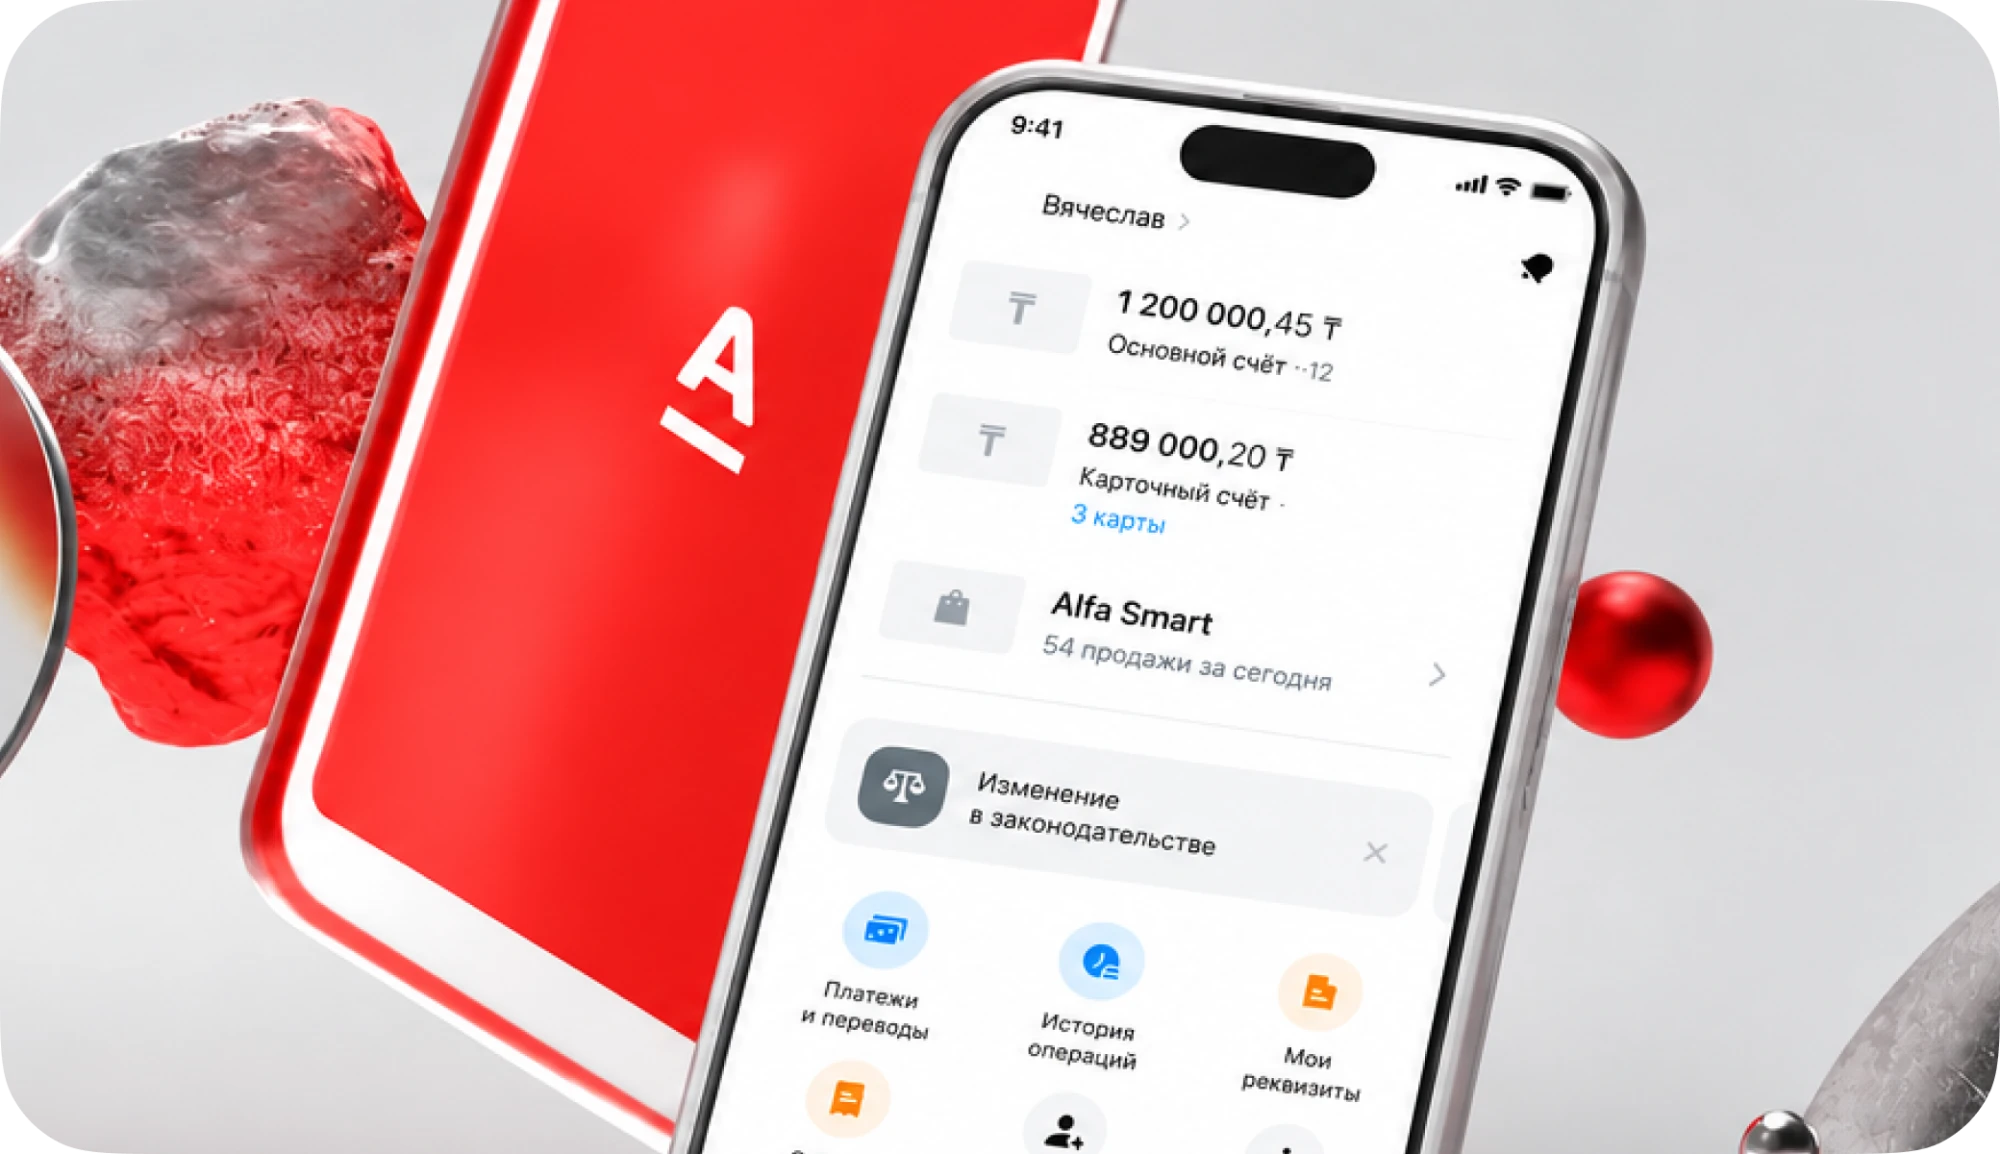 A
9:41
Вячеслав
₸
1 200 000,45 ₸
Основной счёт ··12
₸
889 000,20 ₸
Карточный счёт ·
3 карты
Alfa Smart
54 продажи за сегодня
Изменение
в законодательстве
Платежи
и переводы
История
операций
Мои
реквизиты